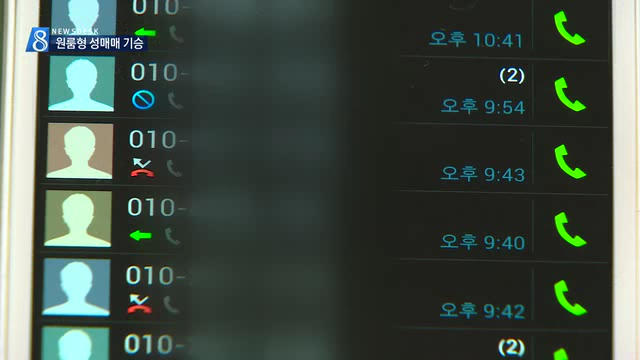 8 NEWSDESK
원룸형 성매매 기승
010
오후 10:41
010-
(2)
오후 9:54
010-
오후 9:43
010-
오후 9:40
010-
오후 9:42
010-
(2)